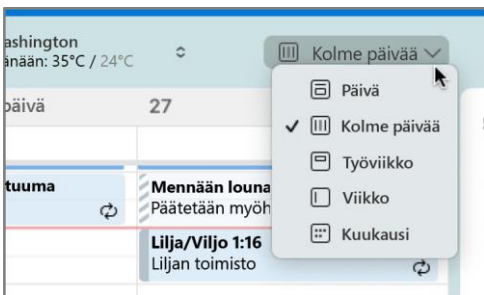 ashington
änään: 35°C / 24°C
Kolme päivää
päivä
27
Päivä
Kolme päivää
Työviikko
Viikko
Kuukausi
tuuma
Mennään louna
Päätetään myöh
Lilja/Viljo 1:16
Liljan toimisto